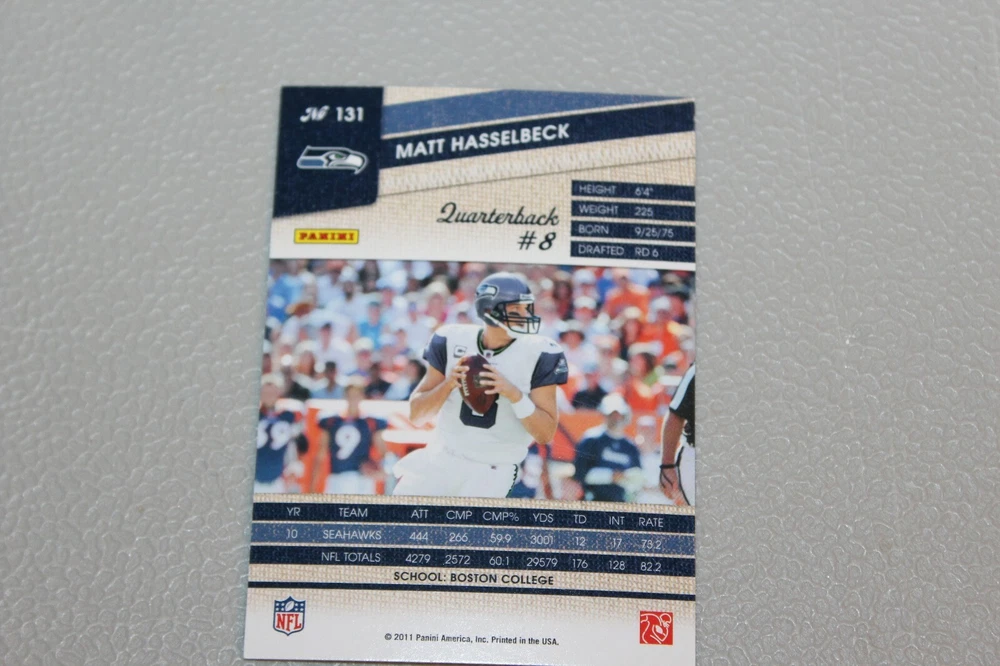 № 131
MATT HASSELBECK
Quarterback
#8
HEIGHT 6'4"
WEIGHT 225
BORN 9/25/75
DRAFTED RD 6
PANINI
9
YR TEAM ATT CMP CMP% YDS TD INT RATE
10 SEAHAWKS 444 266 59.9 3001 12 17 73.2
NFL TOTALS 4279 2572 60.1 29579 176 128 82.2
SCHOOL: BOSTON COLLEGE
NFL
© 2011 Panini America, Inc. Printed in the USA.